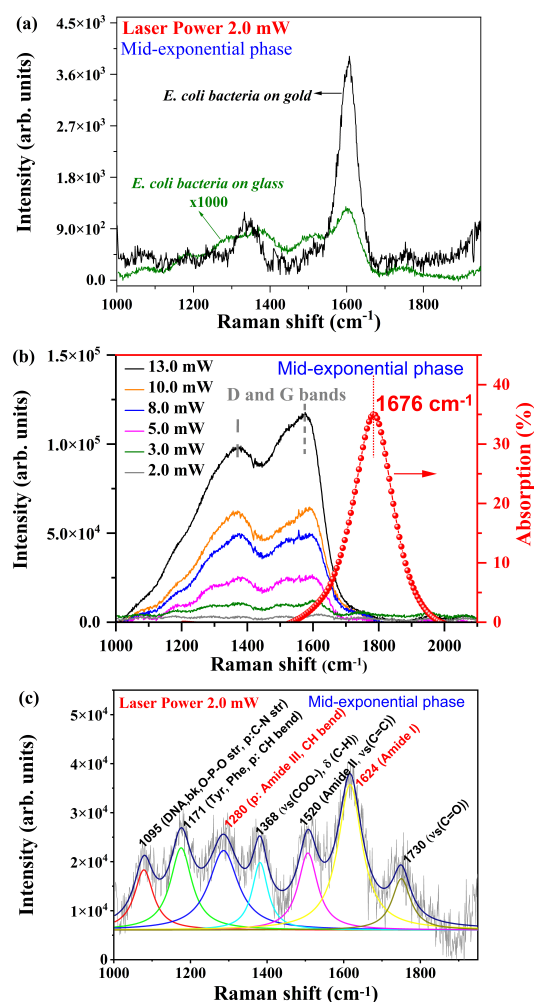 (a)
Laser Power 2.0 mW
Mid-exponential phase
E. coli bacteria on gold
E. coli bacteria on glass
x1000
Intensity (arb. units)
4.5×10³
3.6×10³
2.7×10³
1.8×10³
9.0×10²
0.0
1000 1200 1400 1600 1800
Raman shift (cm⁻¹)
(b)
Mid-exponential phase
13.0 mW
10.0 mW
8.0 mW
5.0 mW
3.0 mW
2.0 mW
D and G bands
1676 cm⁻¹
Intensity (arb. units)
1.5×10⁵
1.0×10⁵
5.0×10⁴
0.0
Absorption (%)
45
40
35
30
25
20
15
10
5
0
1000 1200 1400 1600 1800 2000
Raman shift (cm⁻¹)
(c)
Laser Power 2.0 mW
Mid-exponential phase
1095 (DNA,bk,O-P-O str, p:C-N str)
1171 (Tyr, Phe, p: CH bend)
1280 (p: Amide III, CH bend)
1368 (νs(COO-), δ (C-H))
1520 (Amide II, νs(C=C))
1624 (Amide I)
1730 (νs(C=O))
Intensity (arb. units)
5×10⁴
4×10⁴
3×10⁴
2×10⁴
1×10⁴
0
1000 1200 1400 1600 1800
Raman shift (cm⁻¹)